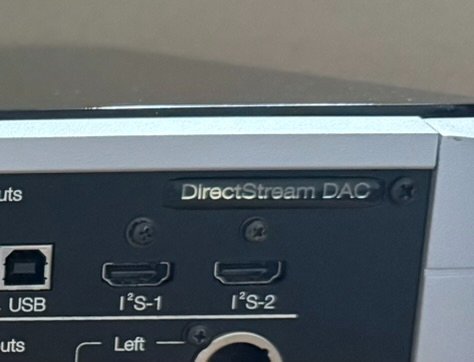 uts
DirectStream DAC
USB
I²S-1
I²S-2
uts
Left